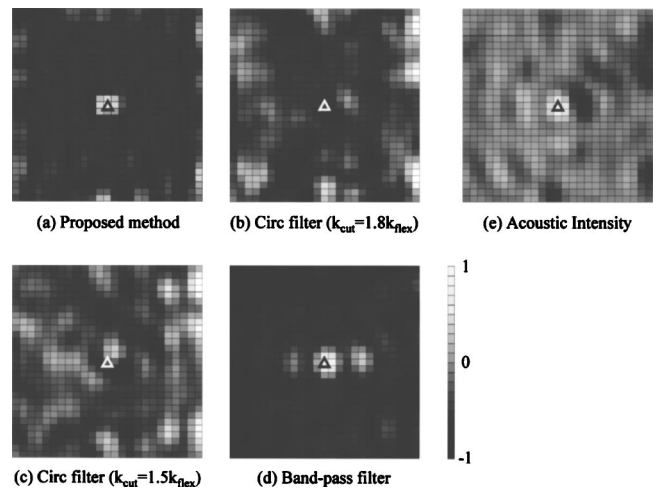 (a) Proposed method
(b) Circ filter (kcut=1.8kflex)
(e) Acoustic Intensity
1
0
-1
(c) Circ filter (kcut=1.5kflex)
(d) Band-pass filter